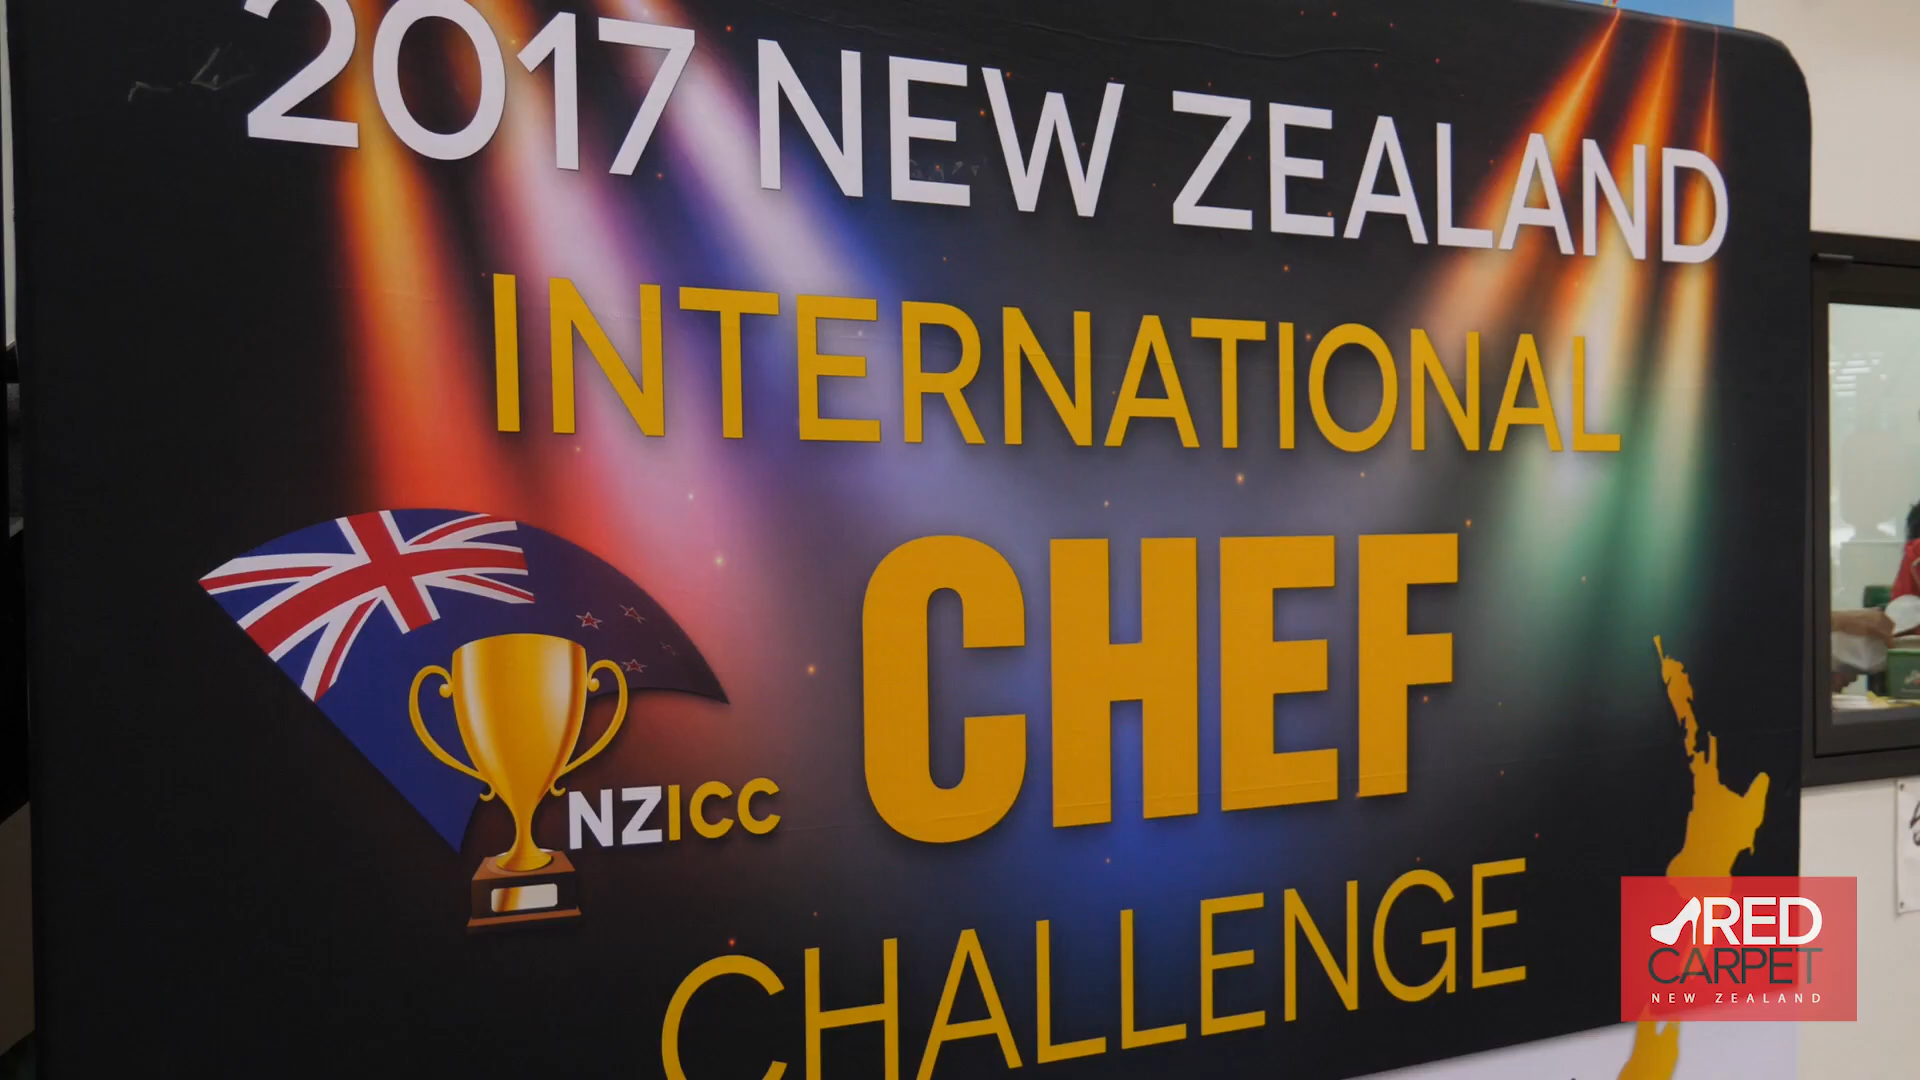 2017 NEW ZEALAND
INTERNATIONAL
CHEF
NZICC
CHALLENGE
RED
CARPET
NEW ZEALAND